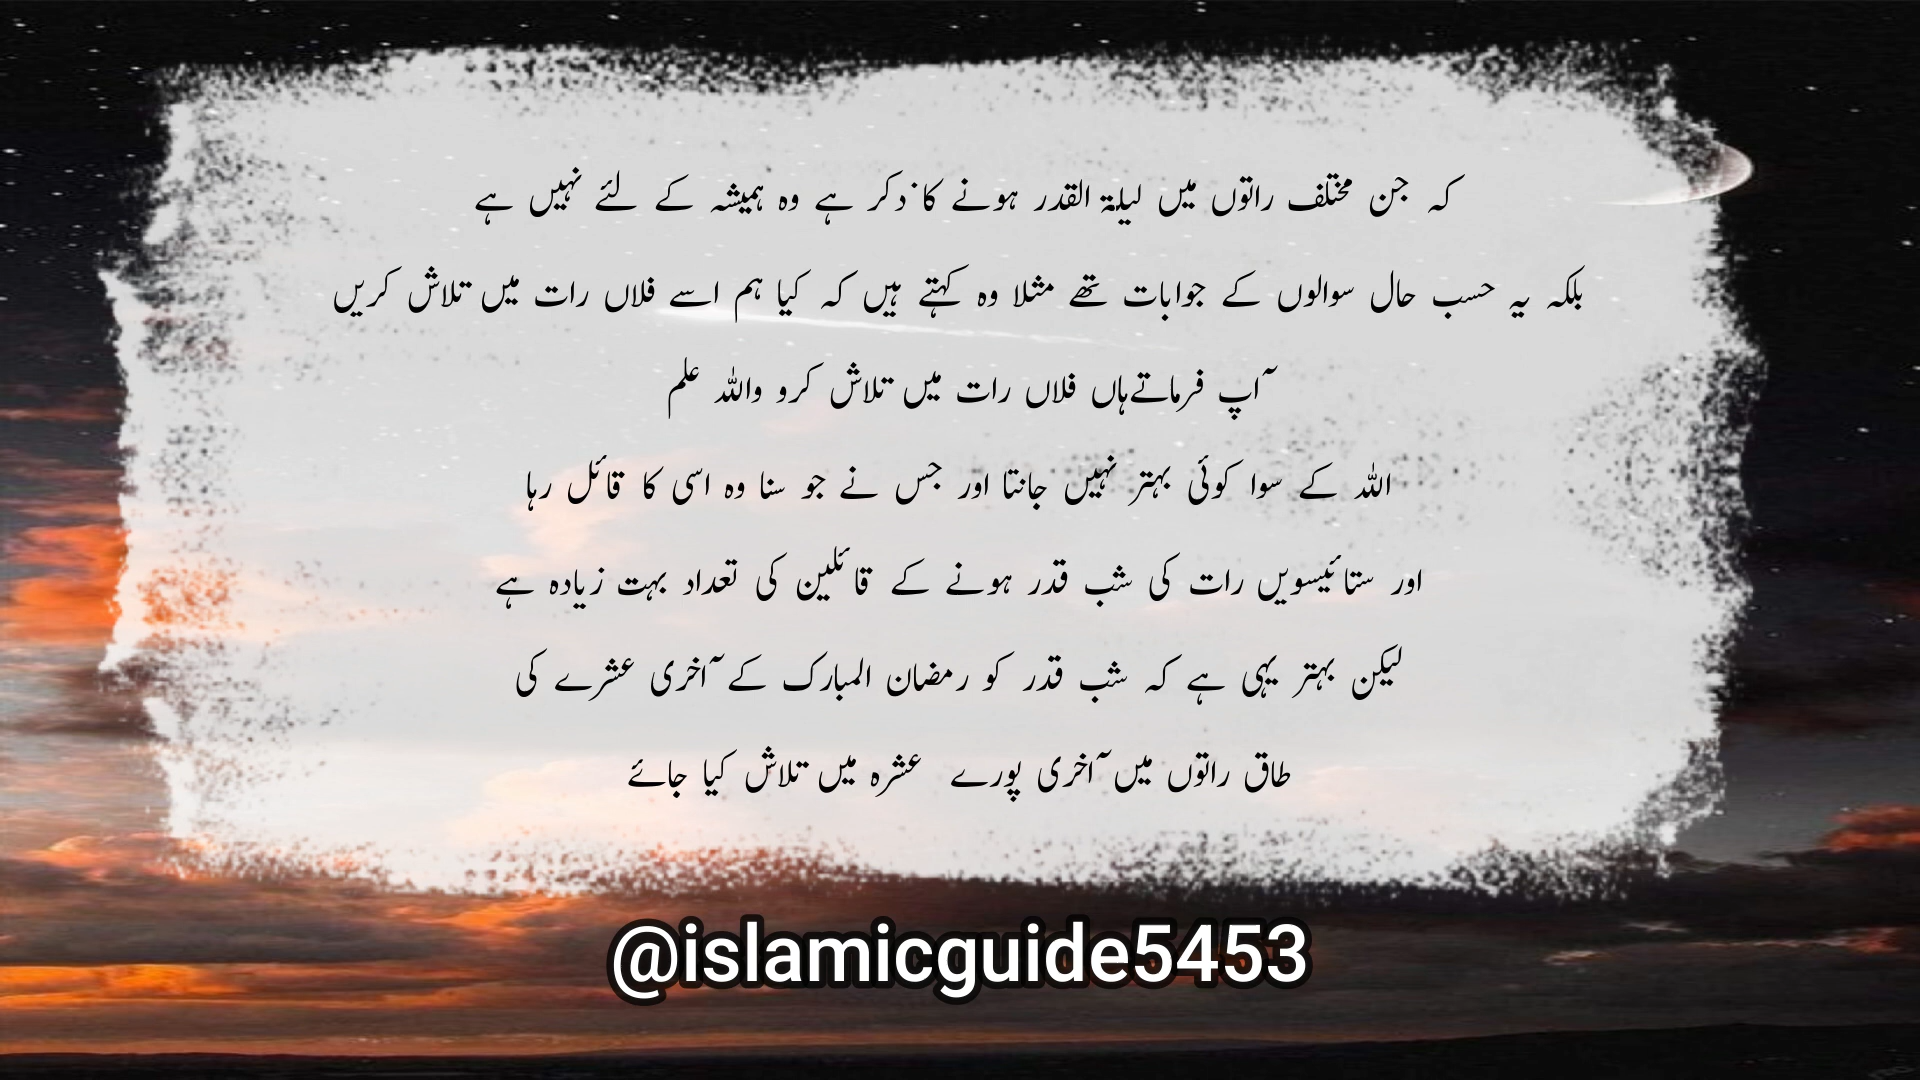 کہ جن مختلف راتوں میں لیلۃ القدر ہونے کا ذکر ہے وہ ہمیشہ کے لئے نہیں ہے
بلکہ یہ حسب حال سوالوں کے جوابات تھے مثلا وہ کہتے ہیں کہ کیا ہم اسے فلاں رات میں تلاش کریں
آپ فرماتےہاں فلاں رات میں تلاش کرو واللہ علم
اللہ کے سوا کوئی بہتر نہیں جانتا اور جس نے جو سنا وہ اسی کا قائل رہا
اور ستائیسویں رات کی شب قدر ہونے کے قائلین کی تعداد بہت زیادہ ہے
لیکن بہتر یہی ہے کہ شب قدر کو رمضان المبارک کے آخری عشرے کی
طاق راتوں میں آخری پورے عشرہ میں تلاش کیا جائے
@islamicguide5453